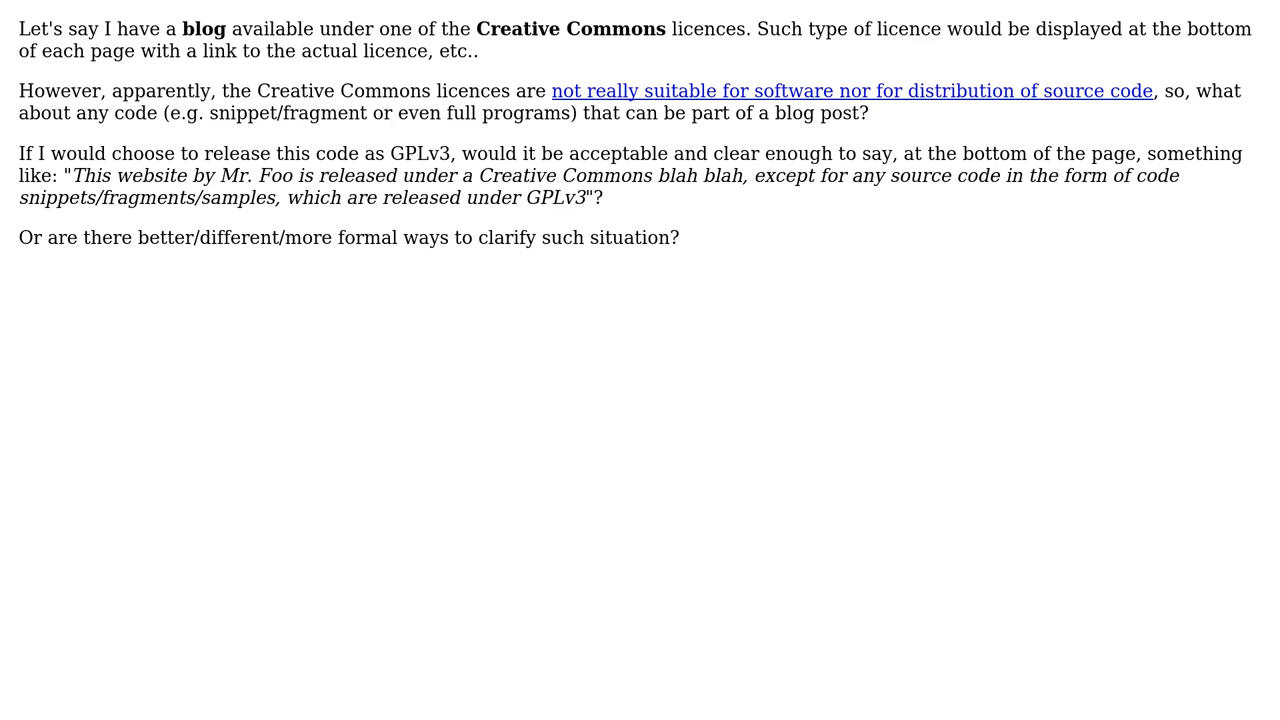 Let's say I have a blog available under one of the Creative Commons licences. Such type of licence would be displayed at the bottom
of each page with a link to the actual licence, etc..
However, apparently, the Creative Commons licences are not really suitable for software nor for distribution of source code, so, what
about any code (e.g. snippet/fragment or even full programs) that can be part of a blog post?
If I would choose to release this code as GPLv3, would it be acceptable and clear enough to say, at the bottom of the page, something
like: "This website by Mr. Foo is released under a Creative Commons blah blah, except for any source code in the form of code
snippets/fragments/samples, which are released under GPLv3"?
Or are there better/different/more formal ways to clarify such situation?